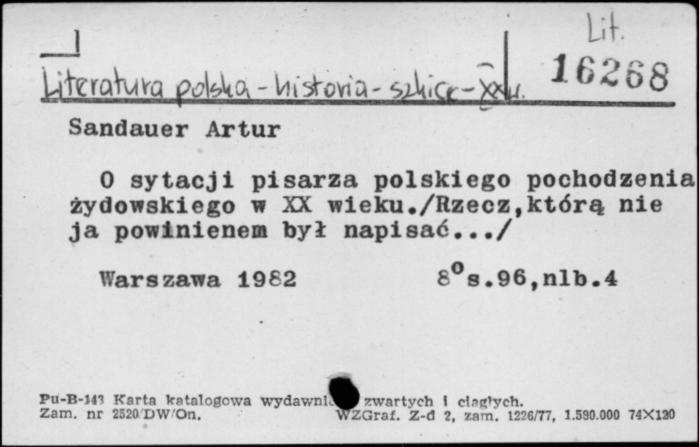 Lit.
16268
Literatura polska - historia - szkice - XX w.
Sandauer Artur
O sytacji pisarza polskiego pochodzenia
żydowskiego w XX wieku./Rzecz,którą nie
ja powinienem był napisać.../
Warszawa 1982 8° s.96,nlb.4
Pu-B-143 Karta katalogowa zwartych i ciągłych.
Zam. nr 2520/DW/On. WZGraf. Z-d 2, zam. 1226/77, 1.580.000 74X120